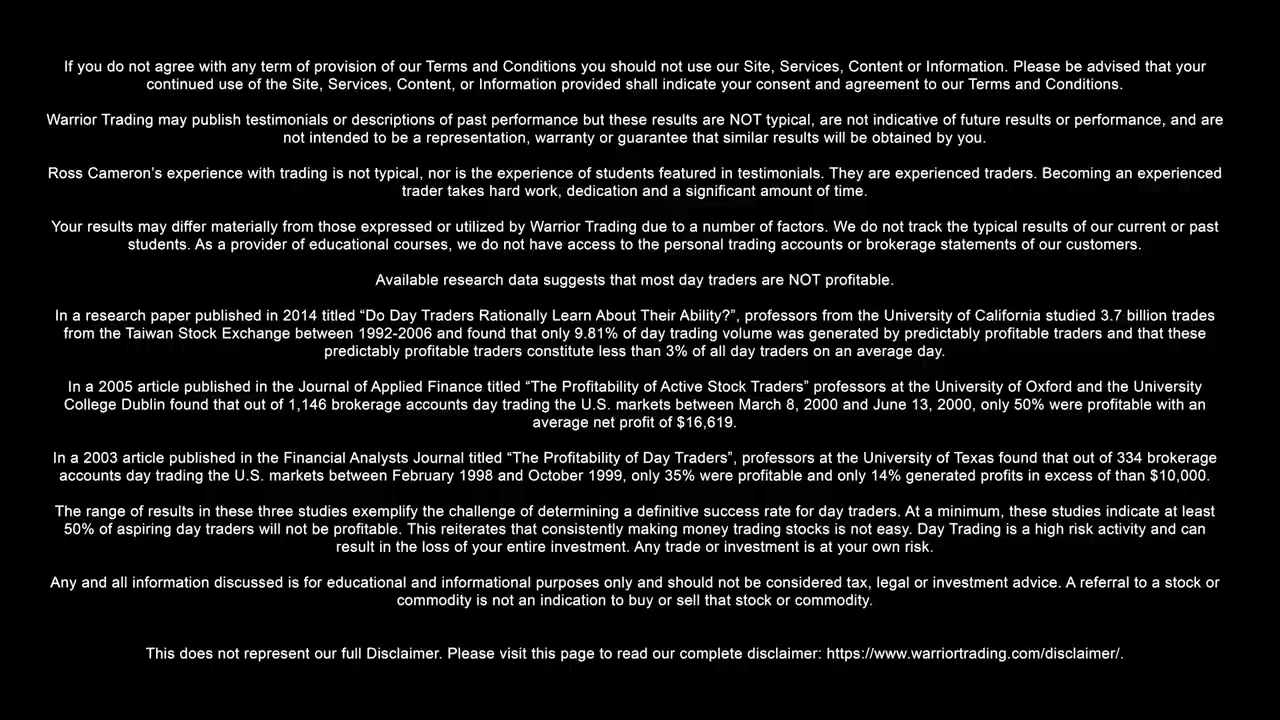 If you do not agree with any term of provision of our Terms and Conditions you should not use our Site, Services, Content or Information. Please be advised that your
continued use of the Site, Services, Content, or Information provided shall indicate your consent and agreement to our Terms and Conditions.
Warrior Trading may publish testimonials or descriptions of past performance but these results are NOT typical, are not indicative of future results or performance, and are
not intended to be a representation, warranty or guarantee that similar results will be obtained by you.
Ross Cameron's experience with trading is not typical, nor is the experience of students featured in testimonials. They are experienced traders. Becoming an experienced
trader takes hard work, dedication and a significant amount of time.
Your results may differ materially from those expressed or utilized by Warrior Trading due to a number of factors. We do not track the typical results of our current or past
students. As a provider of educational courses, we do not have access to the personal trading accounts or brokerage statements of our customers.
Available research data suggests that most day traders are NOT profitable.
In a research paper published in 2014 titled “Do Day Traders Rationally Learn About Their Ability?”, professors from the University of California studied 3.7 billion trades
from the Taiwan Stock Exchange between 1992-2006 and found that only 9.81% of day trading volume was generated by predictably profitable traders and that these
predictably profitable traders constitute less than 3% of all day traders on an average day.
In a 2005 article published in the Journal of Applied Finance titled “The Profitability of Active Stock Traders” professors at the University of Oxford and the University
College Dublin found that out of 1,146 brokerage accounts day trading the U.S. markets between March 8, 2000 and June 13, 2000, only 50% were profitable with an
average net profit of $16,619.
In a 2003 article published in the Financial Analysts Journal titled “The Profitability of Day Traders”, professors at the University of Texas found that out of 334 brokerage
accounts day trading the U.S. markets between February 1998 and October 1999, only 35% were profitable and only 14% generated profits in excess of than $10,000.
The range of results in these three studies exemplify the challenge of determining a definitive success rate for day traders. At a minimum, these studies indicate at least
50% of aspiring day traders will not be profitable. This reiterates that consistently making money trading stocks is not easy. Day Trading is a high risk activity and can
result in the loss of your entire investment. Any trade or investment is at your own risk.
Any and all information discussed is for educational and informational purposes only and should not be considered tax, legal or investment advice. A referral to a stock or
commodity is not an indication to buy or sell that stock or commodity.
This does not represent our full Disclaimer. Please visit this page to read our complete disclaimer: https://www.warriortrading.com/disclaimer/.